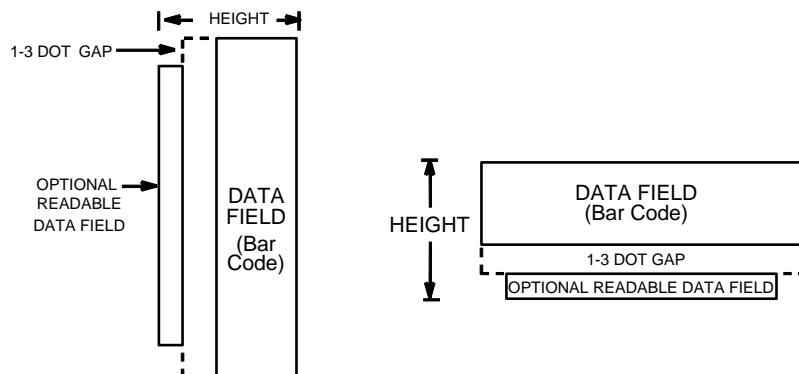 HEIGHT
1-3 DOT GAP
OPTIONAL
READABLE
DATA FIELD
DATA
FIELD
(Bar
Code)
HEIGHT
DATA FIELD
(Bar Code)
1-3 DOT GAP
OPTIONAL READABLE DATA FIELD